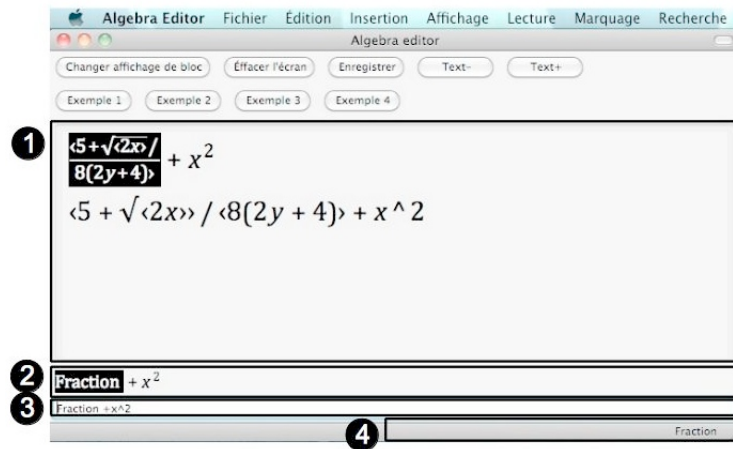 Algebra Editor Fichier Édition Insertion Affichage Lecture Marquage Recherche
Algebra editor
Changer affichage de bloc Éffacer l'écran Enregistrer Text- Text+
Exemple 1 Exemple 2 Exemple 3 Exemple 4
1
‹5+√‹2x›/
8(2y+4)› + x²
‹5 + √‹2x›› / ‹8(2y + 4)› + x ^ 2
2 Fraction + x²
3 Fraction +x^2
4 Fraction